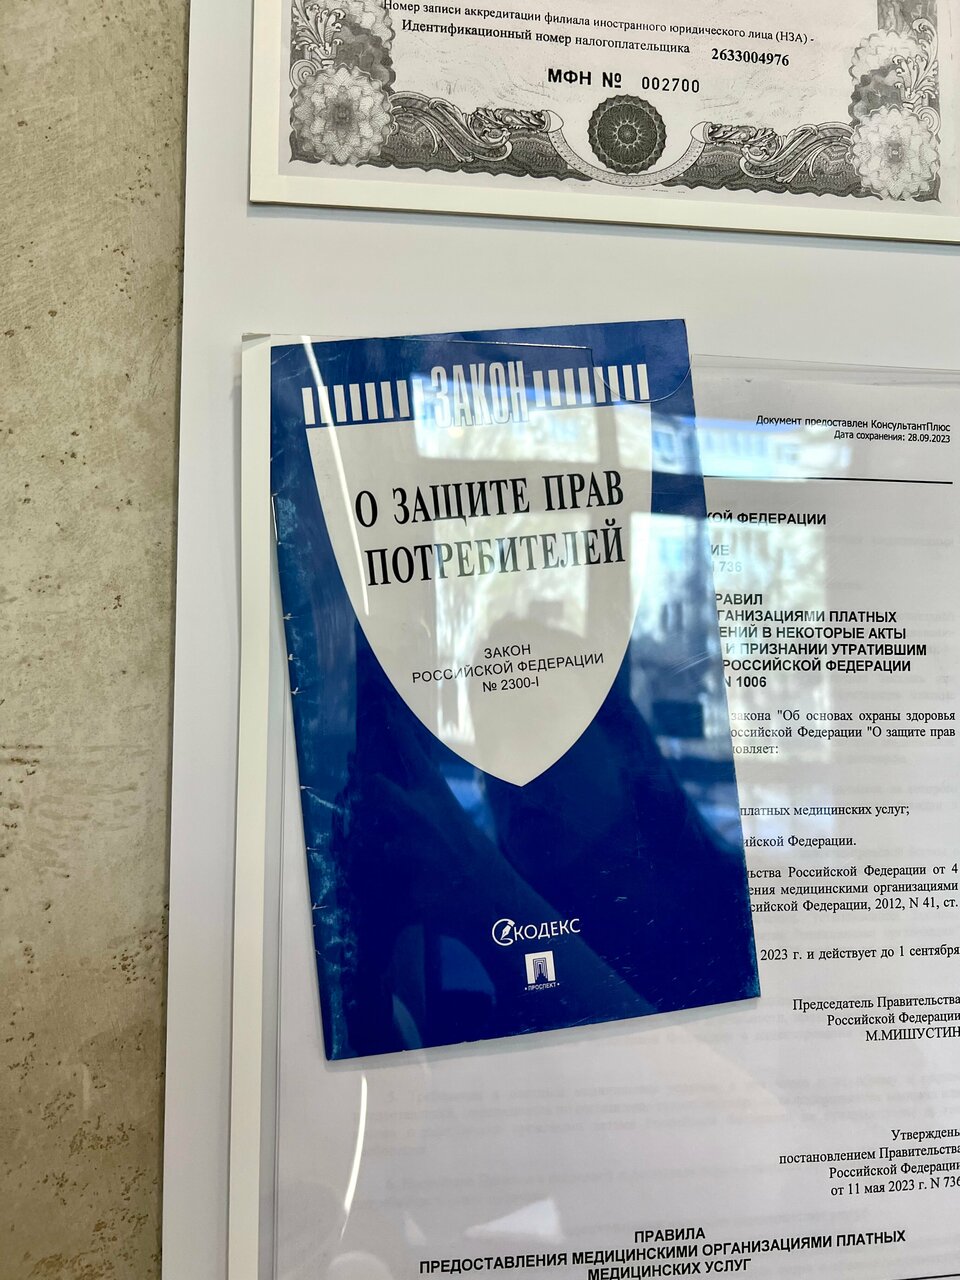 Номер записи аккредитации филиала иностранного юридического лица (НЗА) -
Идентификационный номер налогоплательщика 2633004976
МФН № 002700
ЗАКОН
О ЗАЩИТЕ ПРАВ
ПОТРЕБИТЕЛЕЙ
ЗАКОН
РОССИЙСКОЙ ФЕДЕРАЦИИ
№ 2300-I
КОДЕКС
ПРОСПЕКТ
Документ предоставлен КонсультантПлюс
Дата сохранения: 28.09.2023
КОЙ ФЕДЕРАЦИИ
ИЕ
736
РАВИЛ
ГАНИЗАЦИЯМИ ПЛАТНЫХ
ЕНИЙ В НЕКОТОРЫЕ АКТЫ
И ПРИЗНАНИИ УТРАТИВШИМ
РОССИЙСКОЙ ФЕДЕРАЦИИ
N 1006
закона "Об основах охраны здоровья
оссийской Федерации "О защите прав
овляет:
платных медицинских услуг;
ийской Федерации.
ьства Российской Федерации от 4
ения медицинскими организациями
сийской Федерации, 2012, N 41, ст.
2023 г. и действует до 1 сентября
Председатель Правительства
Российской Федерации
М.МИШУСТИН
Утверждены
постановлением Правительства
Российской Федерации
от 11 мая 2023 г. N 736
ПРАВИЛА
ПРЕДОСТАВЛЕНИЯ МЕДИЦИНСКИМИ ОРГАНИЗАЦИЯМИ ПЛАТНЫХ
МЕДИЦИНСКИХ УСЛУГ